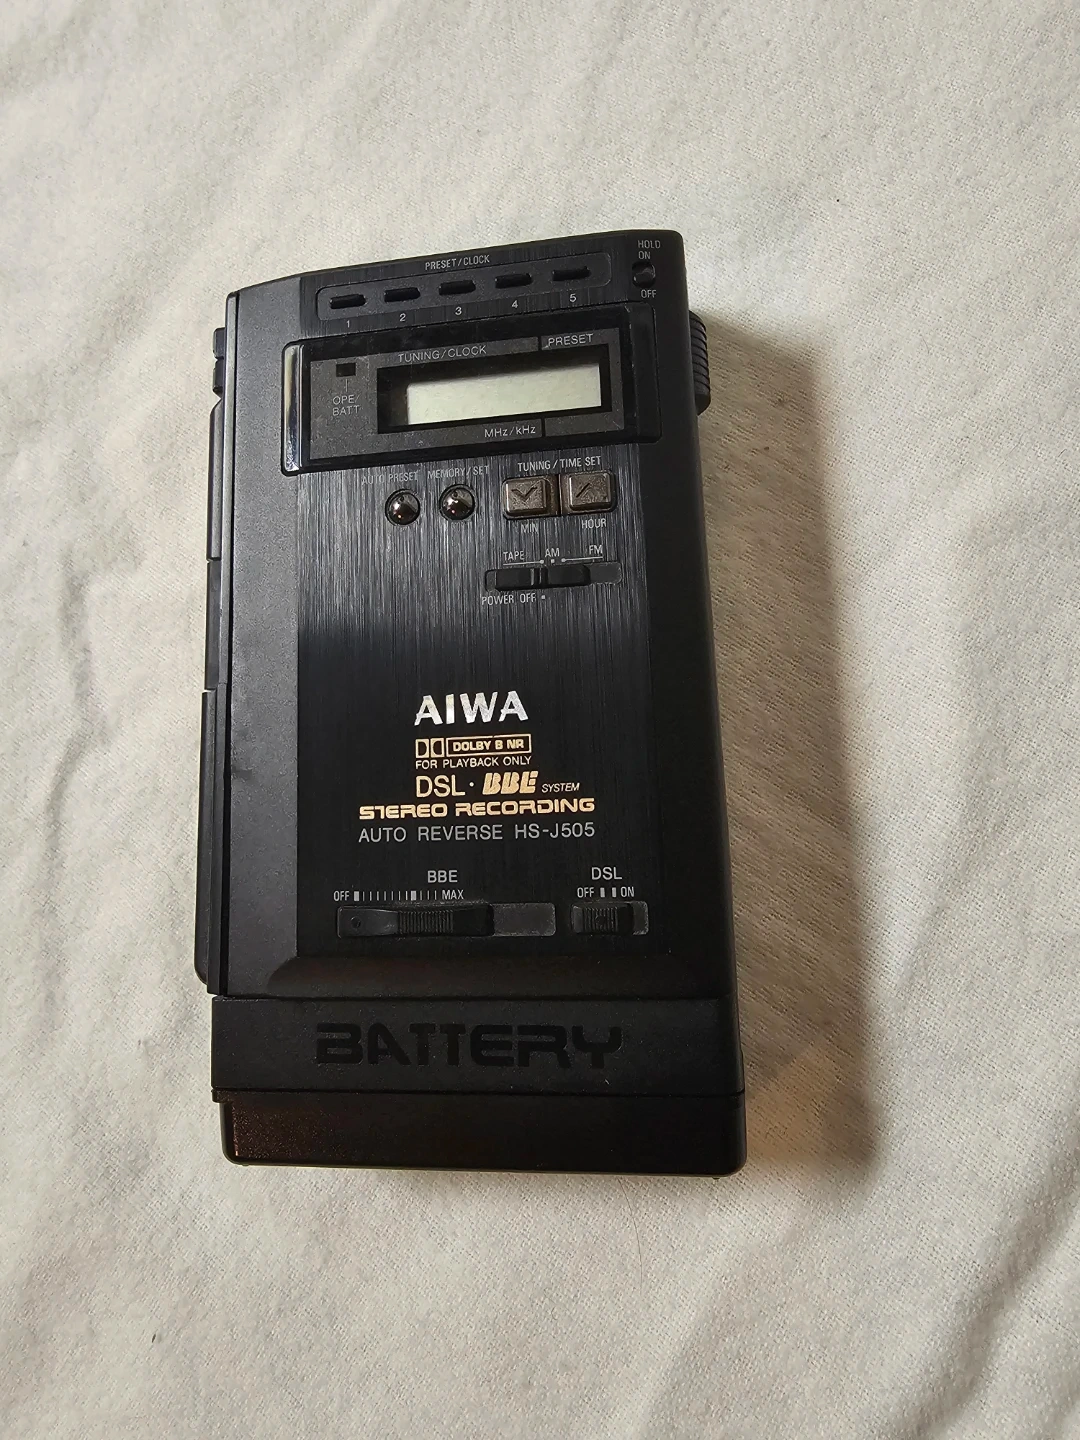 HOLD
ON
OFF
PRESET/CLOCK
1 2 3 4 5
TUNING/CLOCK PRESET
OPE/
BATT
MHz/kHz
AUTO PRESET MEMORY/SET TUNING/TIME SET
MIN HOUR
TAPE AM FM
POWER OFF
AIWA
DOLBY B NR
FOR PLAYBACK ONLY
DSL · BBE SYSTEM
STEREO RECORDING
AUTO REVERSE HS-J505
BBE DSL
OFF MAX OFF ON
BATTERY